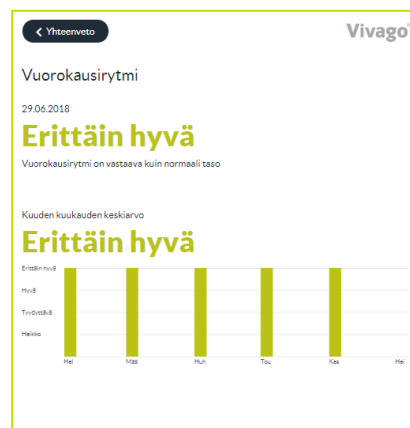 Yhteenveto
Vivago
Vuorokausirytmi
29.06.2018
Erittäin hyvä
Vuorokausirytmi on vastaava kuin normaali taso
Kuuden kuukauden keskiarvo
Erittäin hyvä
Erittäin hyvä
Hyvä
Tyydyttävä
Heikko
Hel Maa Huh Tou Kes Hei